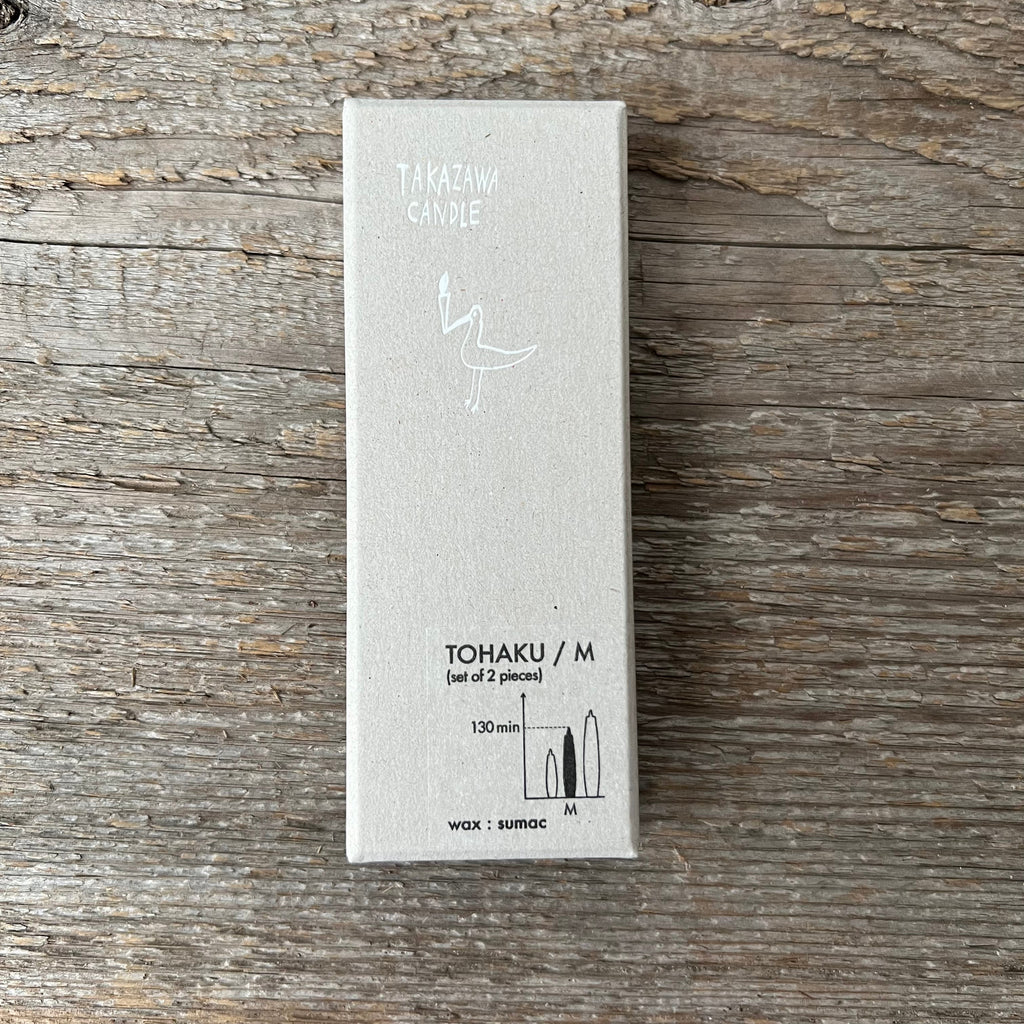 TAKAZAWA
CANDLE
TOHAKU / M
(set of 2 pieces)
130 min
M
wax : sumac